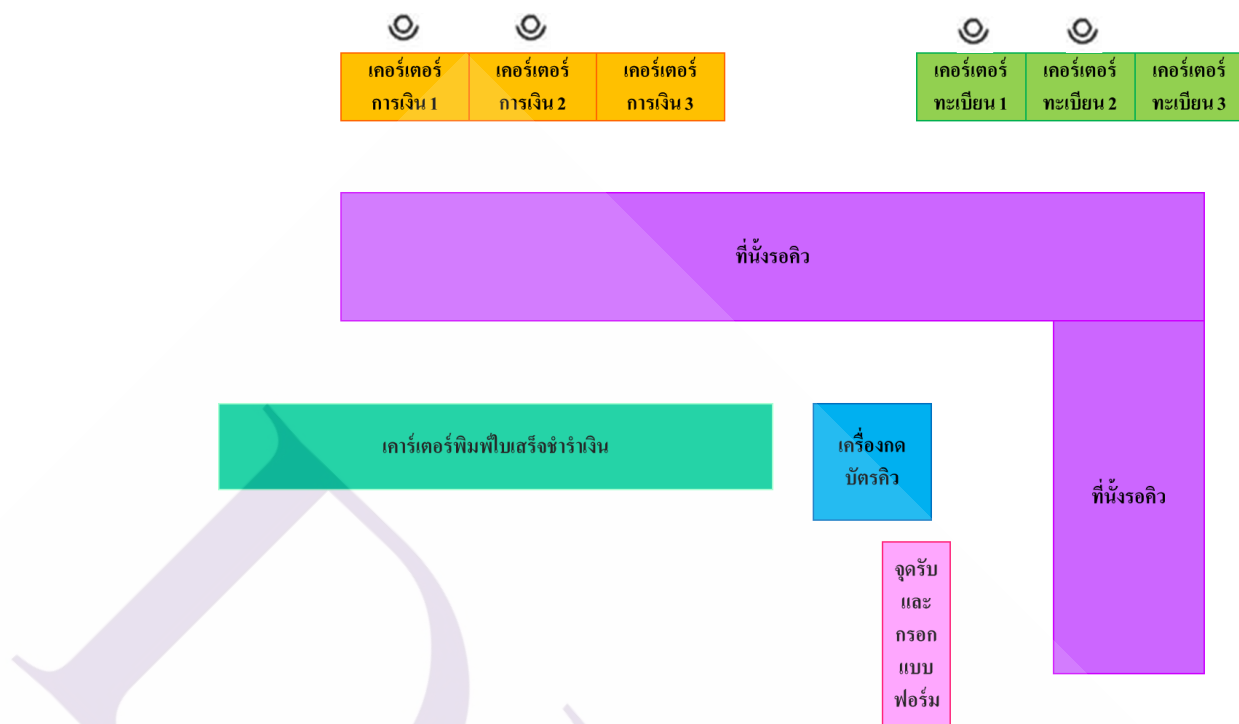 เคอร์เตอร์
การเงิน 1
เคอร์เตอร์
การเงิน 2
เคอร์เตอร์
การเงิน 3
เคอร์เตอร์
ทะเบียน 1
เคอร์เตอร์
ทะเบียน 2
เคอร์เตอร์
ทะเบียน 3
ที่นั้งรอคิว
เคาร์เตอร์พิมพ์ใบเสร็จชำรำเงิน
เครื่องกด
บัตรคิว
ที่นั้งรอคิว
จุดรับ
และ
กรอก
แบบ
ฟอร์ม